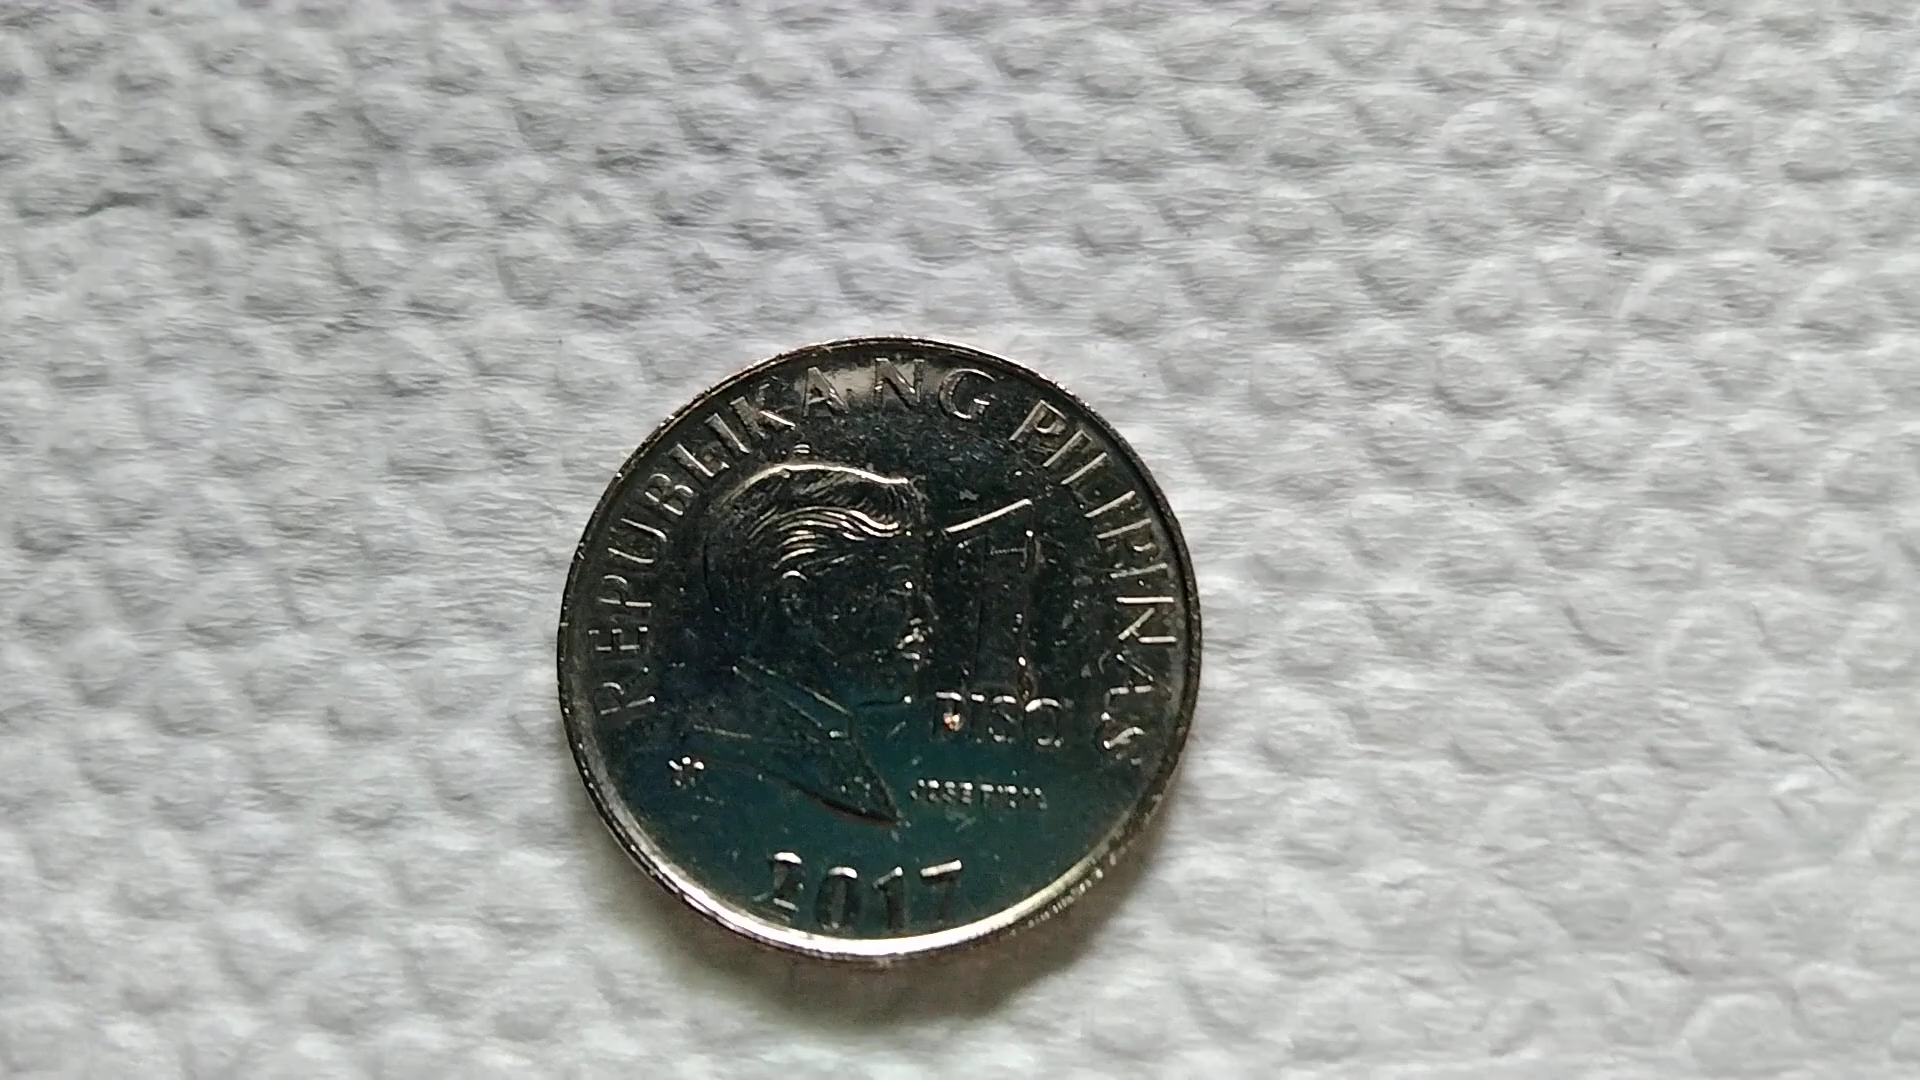 REPUBLIKA NG PILIPINAS
1
PISO
JOSE RIZAL
2017